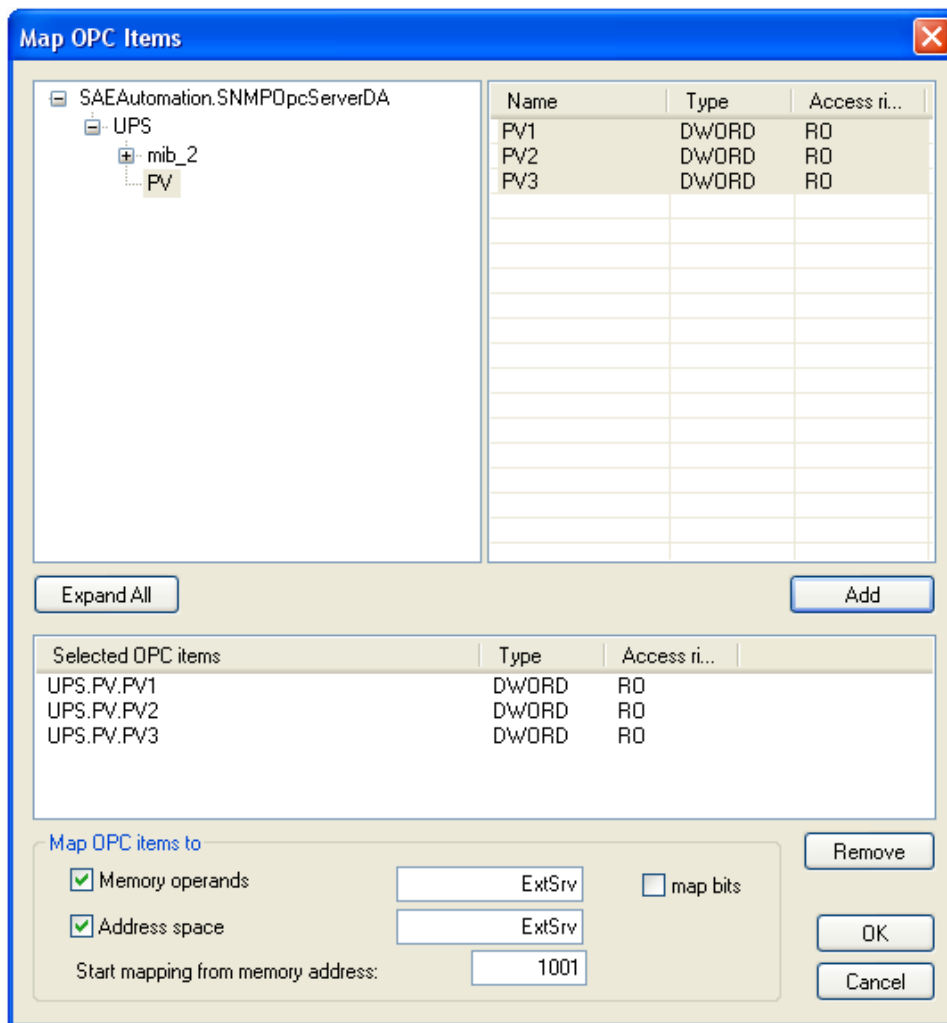 Map OPC Items
SAEAutomation.SNMPOpcServerDA
UPS
mib_2
PV
Name Type Access ri...
PV1 DWORD RO
PV2 DWORD RO
PV3 DWORD RO
Expand All Add
Selected OPC items Type Access ri...
UPS.PV.PV1 DWORD RO
UPS.PV.PV2 DWORD RO
UPS.PV.PV3 DWORD RO
Map OPC items to
Remove
Memory operands ExtSrv map bits
Address space ExtSrv
OK
Start mapping from memory address: 1001
Cancel